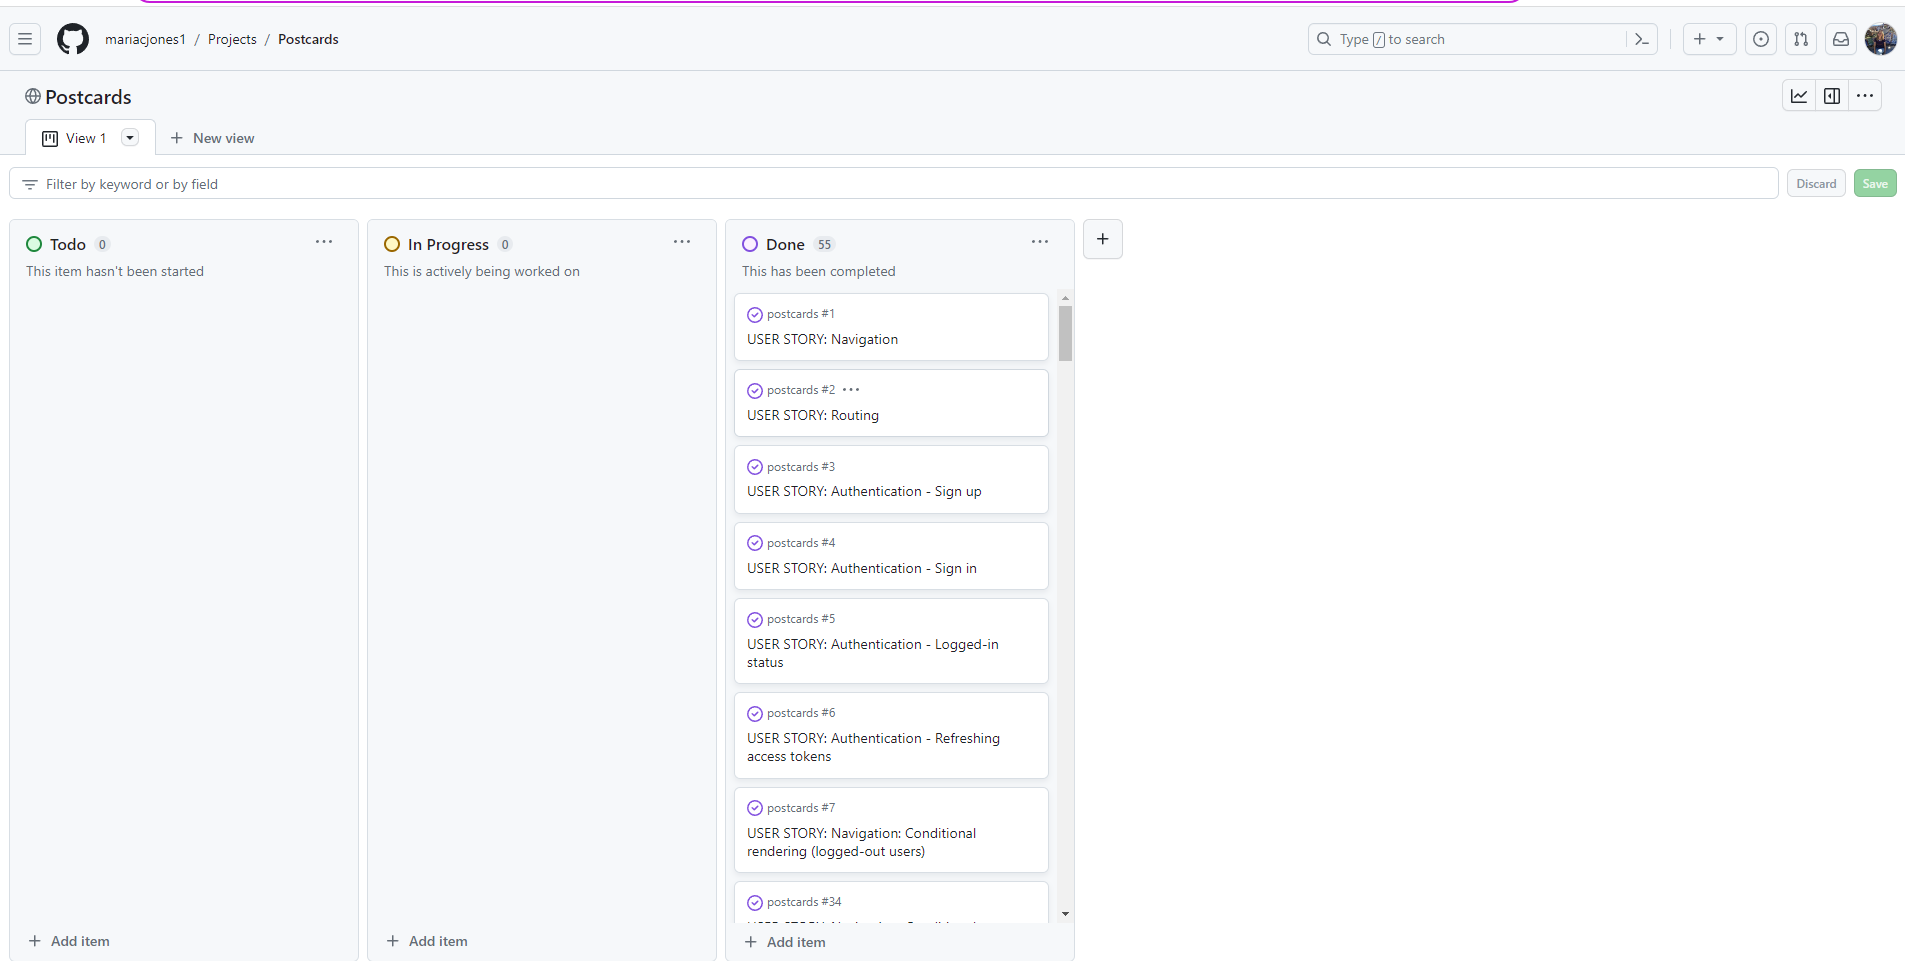 mariacjones1 / Projects / Postcards
Type / to search
Postcards
View 1
New view
Filter by keyword or by field
Discard
Save
Todo 0
This item hasn't been started
Add item
In Progress 0
This is actively being worked on
Add item
Done 55
This has been completed
postcards #1
USER STORY: Navigation
postcards #2
USER STORY: Routing
postcards #3
USER STORY: Authentication - Sign up
postcards #4
USER STORY: Authentication - Sign in
postcards #5
USER STORY: Authentication - Logged-in
status
postcards #6
USER STORY: Authentication - Refreshing
access tokens
postcards #7
USER STORY: Navigation: Conditional
rendering (logged-out users)
postcards #34
Add item